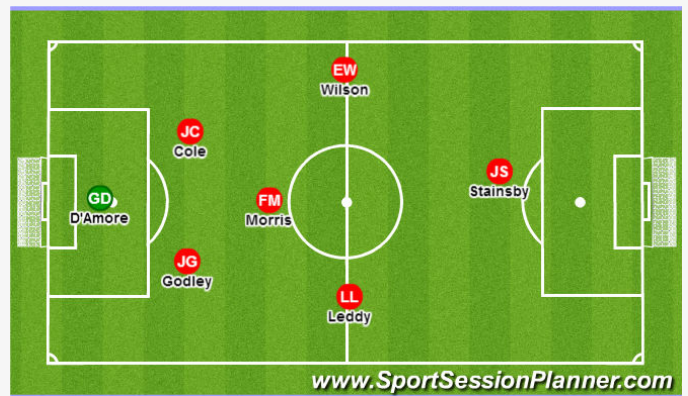 EW
Wilson
JC
Cole
JS
Stainsby
GD
D'Amore
FM
Morris
JG
Godley
LL
Leddy
www.SportSessionPlanner.com